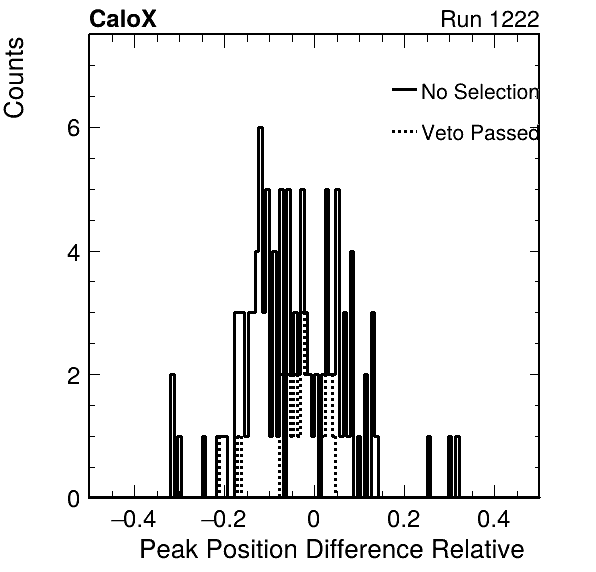 CaloX Run 1222
Counts
No Selection
Veto Passed
6
4
2
0
−0.4 −0.2 0 0.2 0.4
Peak Position Difference Relative